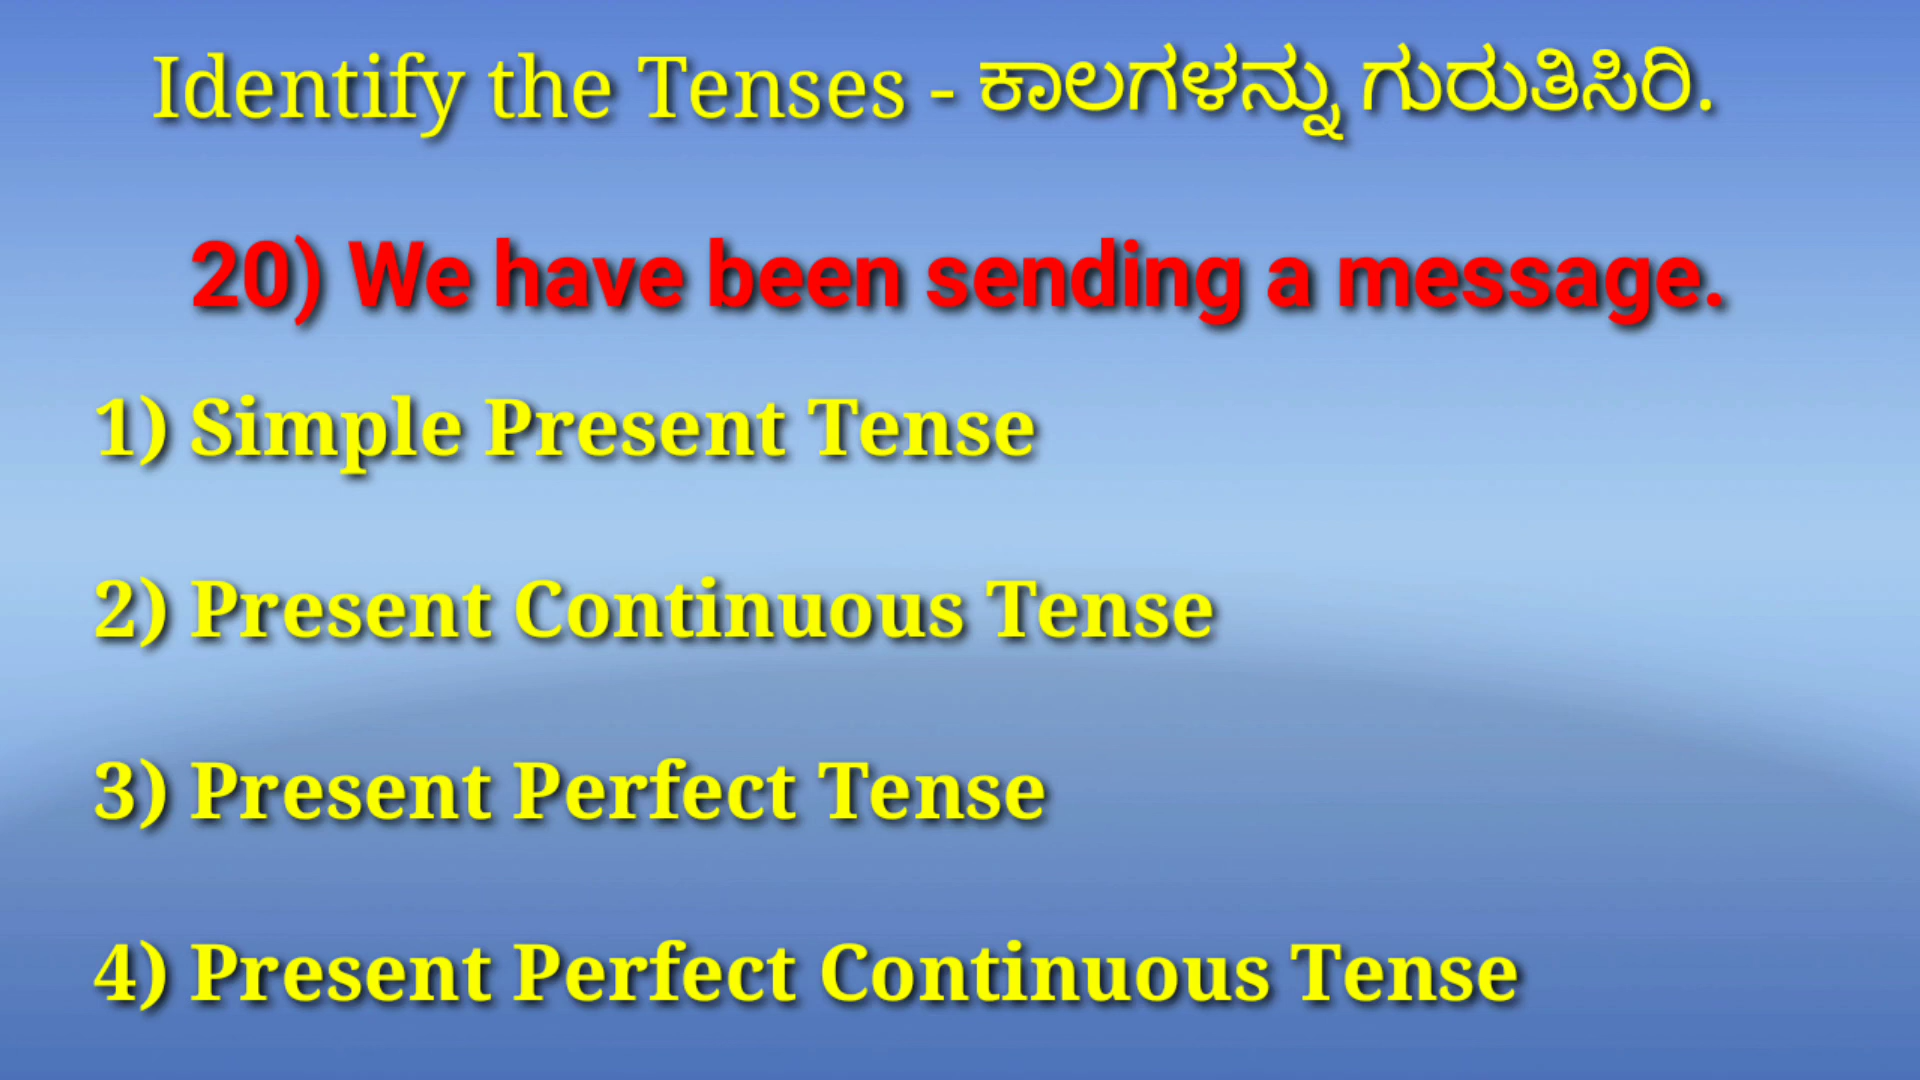 Identify the Tenses - ಕಾಲಗಳನ್ನು ಗುರುತಿಸಿರಿ.
20) We have been sending a message.
1) Simple Present Tense
2) Present Continuous Tense
3) Present Perfect Tense
4) Present Perfect Continuous Tense